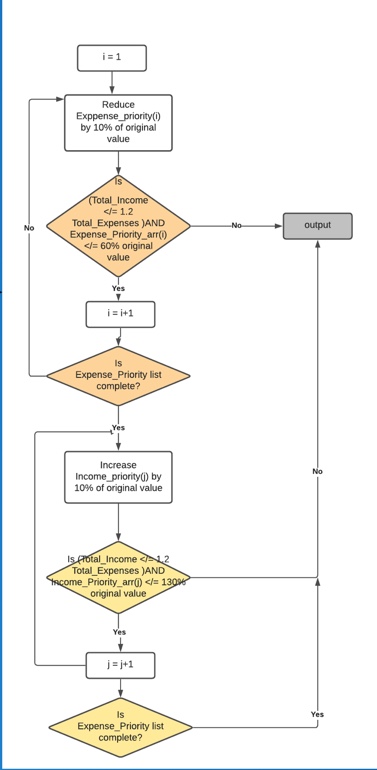 i = 1
Reduce
Exppense_priority(i)
by 10% of original
value
Is
(Total_Income
</= 1.2
Total_Expenses )AND
Expense_Priority_arr(i)
</= 60% original
value
No
output
No
Yes
i = i+1
Is
Expense_Priority list
complete?
Yes
Increase
Income_priority(j) by
10% of original value
No
Is (Total_Income </= 1.2
Total_Expenses )AND
Income_Priority_arr(j) </= 130%
original value
Yes
j = j+1
Yes
Is
Expense_Priority list
complete?